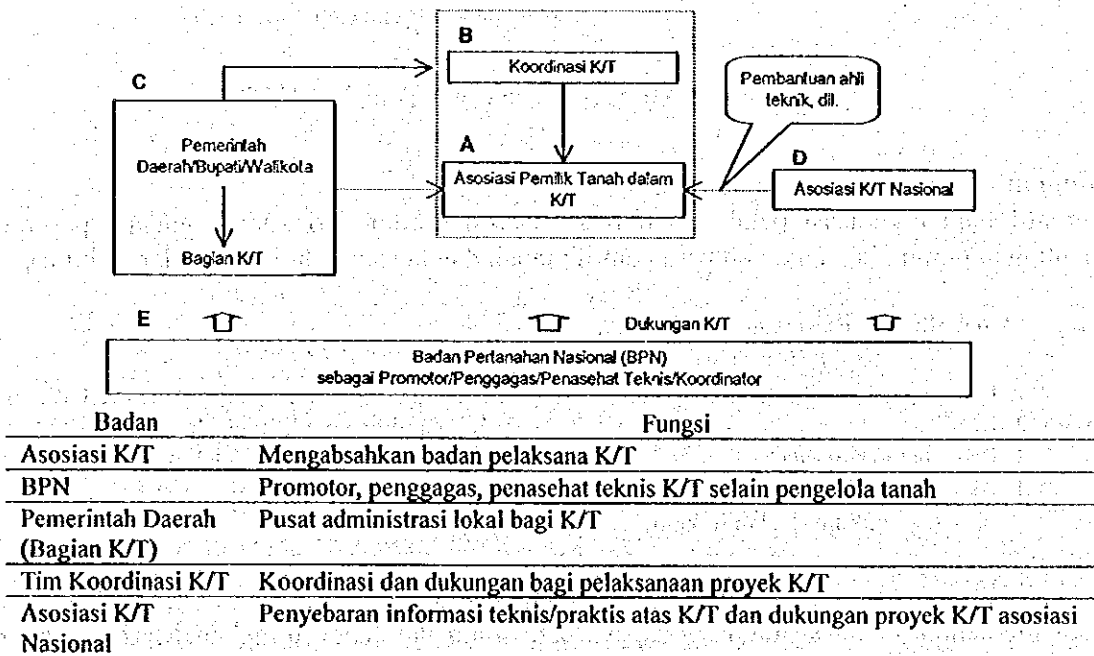 B
Koordinasi K/T
C
Pembantuan ahli
teknik, dll.
Pemerintah
Daerah/Bupati/Walikota
A
Asosiasi Pemilik Tanah dalam
K/T
D
Asosiasi K/T Nasional
Bagian K/T
E
Dukungan K/T
Badan Pertanahan Nasional (BPN)
sebagai Promotor/Penggagas/Penasehat Teknis/Koordinator
Badan Fungsi
Asosiasi K/T Mengabsahkan badan pelaksana K/T
BPN Promotor, penggagas, penasehat teknis K/T selain pengelola tanah
Pemerintah Daerah Pusat administrasi lokal bagi K/T
(Bagian K/T)
Tim Koordinasi K/T Koordinasi dan dukungan bagi pelaksanaan proyek K/T
Asosiasi K/T Penyebaran informasi teknis/praktis atas K/T dan dukungan proyek K/T asosiasi
Nasional